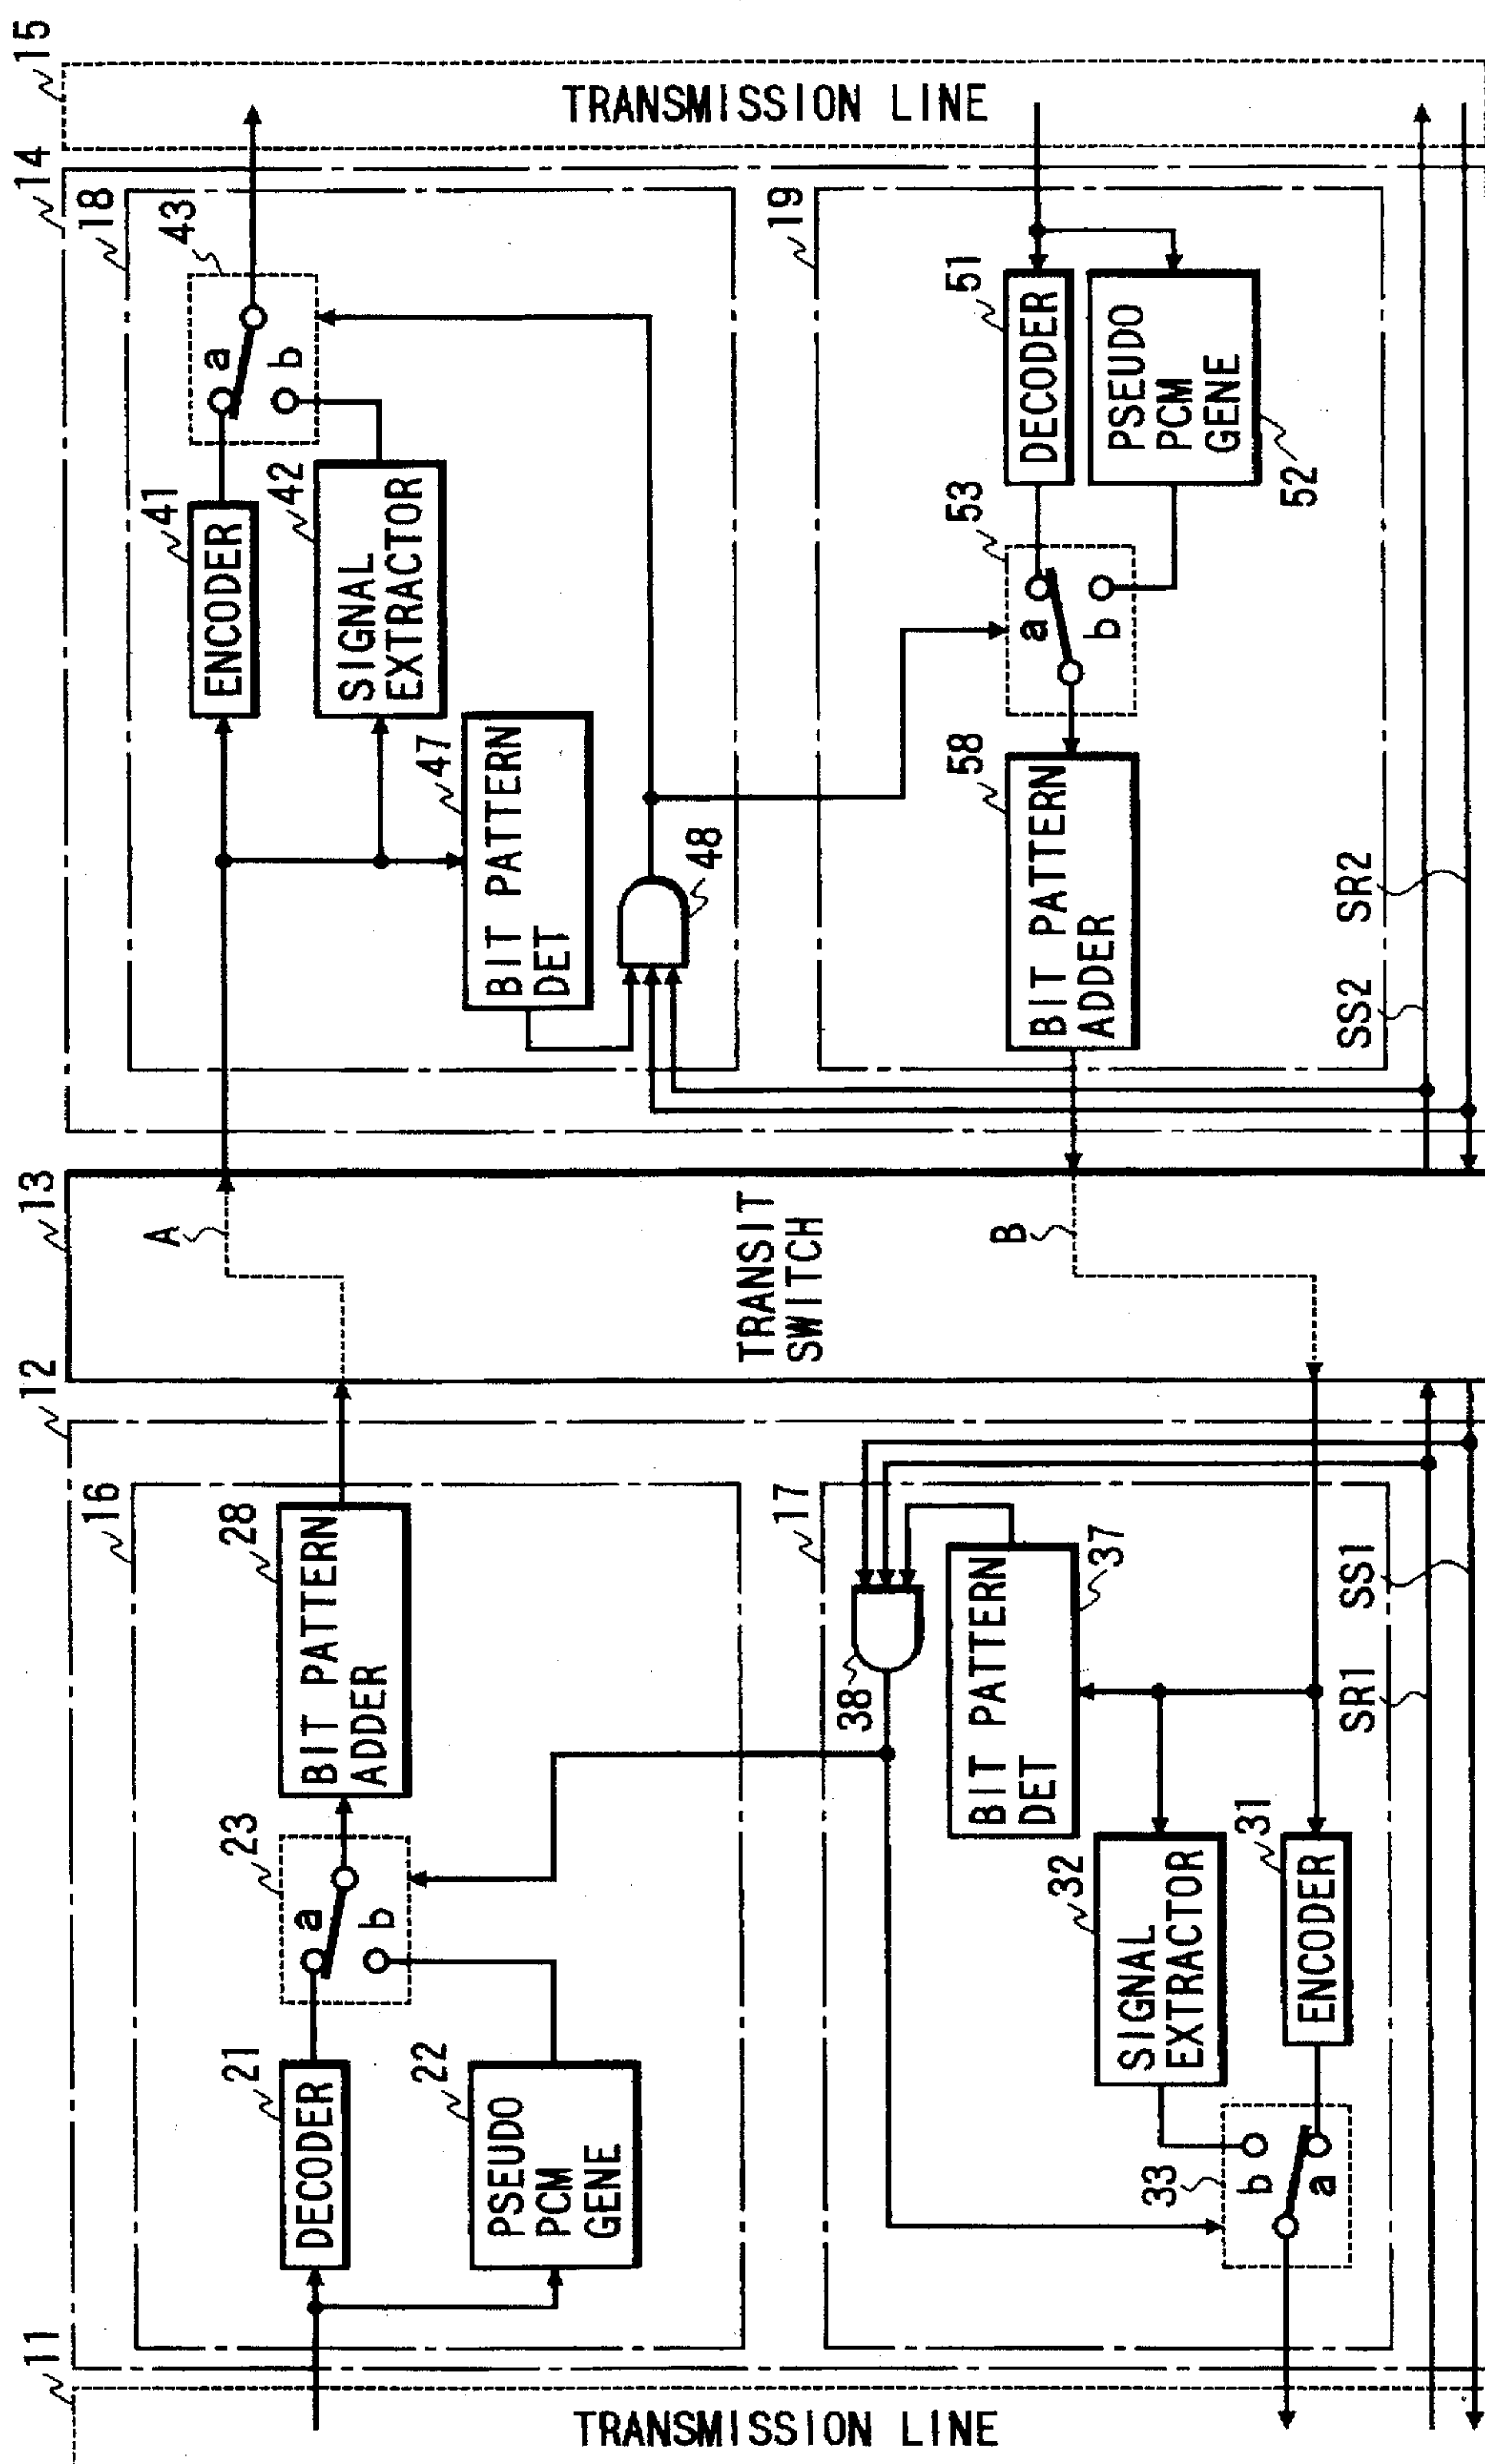 11
TRANSMISSION LINE
12
16
21
DECODER
22
PSEUDO
PCM
GENE
23
a
b
28
BIT PATTERN
ADDER
17
33
b
a
32
SIGNAL
EXTRACTOR
31
ENCODER
37
BIT PATTERN
DET
38
SR1
SS1
13
A
TRANSIT
SWITCH
B
14
18
41
ENCODER
42
SIGNAL
EXTRACTOR
43
a
b
47
BIT PATTERN
DET
48
19
51
DECODER
PSEUDO
PCM
GENE
52
53
a
b
58
BIT PATTERN
ADDER
SS2
SR2
15
TRANSMISSION LINE